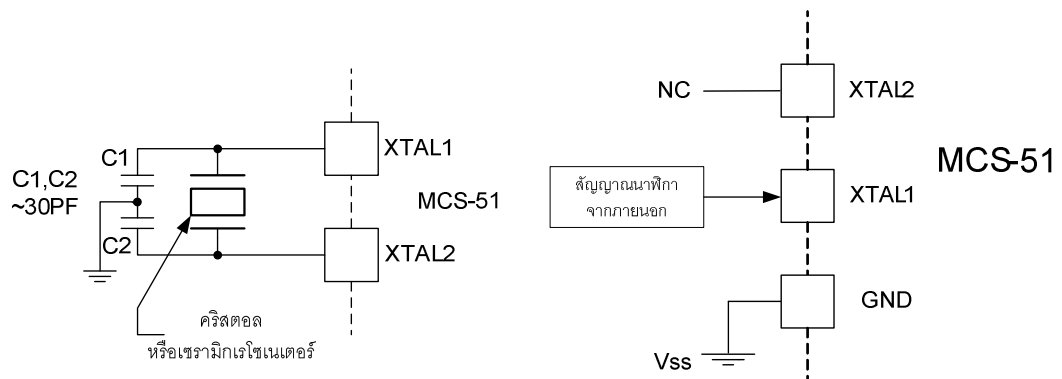 C1
C1,C2
~30PF
C2
XTAL1
MCS-51
XTAL2
คริสตอล
หรือเซรามิกเรโซเนเตอร์
NC
XTAL2
MCS-51
สัญญาณนาฬิกา
จากภายนอก
XTAL1
GND
Vss